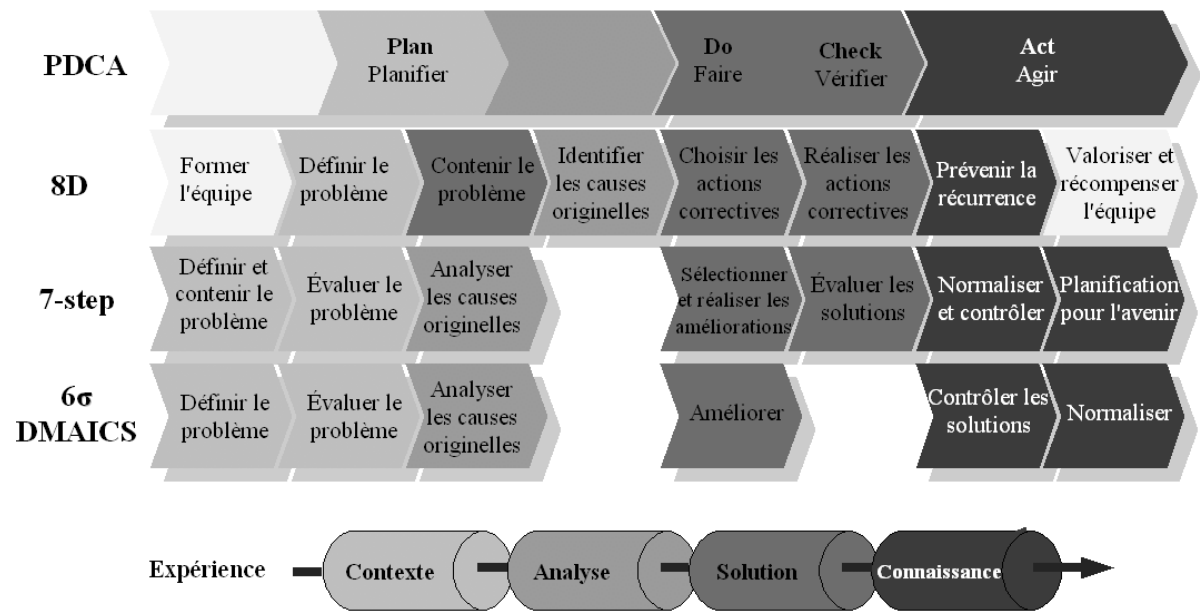 PDCA
Plan
Planifier
Do
Faire
Check
Vérifier
Act
Agir
8D
Former
l'équipe
Définir le
problème
Contenir le
problème
Identifier
les causes
originelles
Choisir les
actions
correctives
Réaliser les
actions
correctives
Prévenir la
récurrence
Valoriser et
récompenser
l'équipe
7-step
Définir et
contenir le
problème
Évaluer le
problème
Analyser
les causes
originelles
Sélectionner
et réaliser les
améliorations
Évaluer les
solutions
Normaliser
et contrôler
Planification
pour l'avenir
6σ
DMAICS
Définir le
problème
Évaluer le
problème
Analyser
les causes
originelles
Améliorer
Contrôler les
solutions
Normaliser
Expérience
Contexte
Analyse
Solution
Connaissance